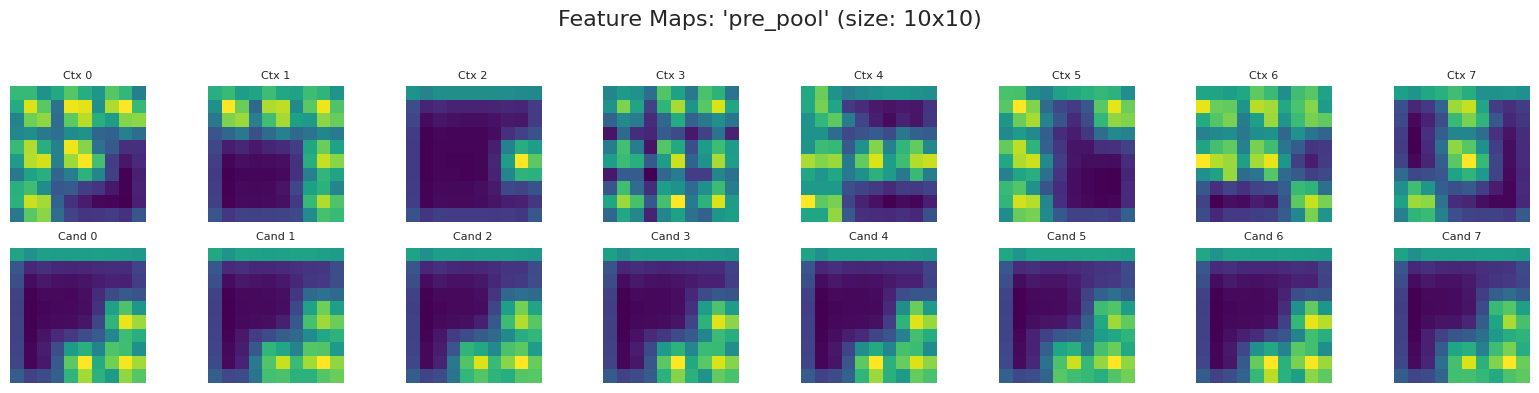 Feature Maps: 'pre_pool' (size: 10x10)
Ctx 0 Ctx 1 Ctx 2 Ctx 3 Ctx 4 Ctx 5 Ctx 6 Ctx 7
Cand 0 Cand 1 Cand 2 Cand 3 Cand 4 Cand 5 Cand 6 Cand 7